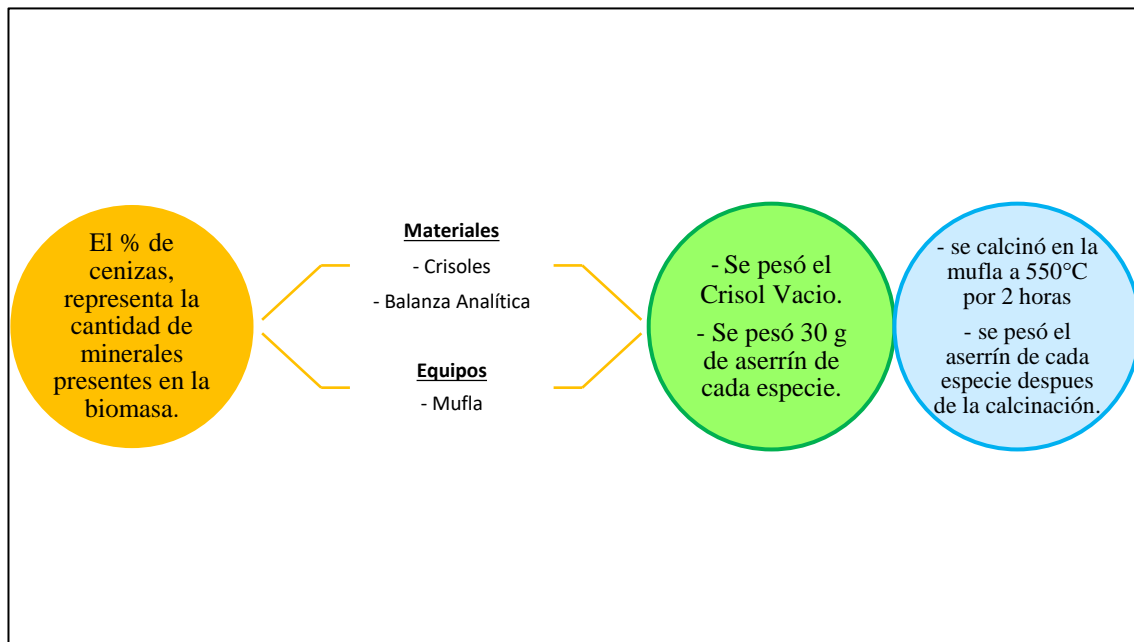 El % de
cenizas,
representa la
cantidad de
minerales
presentes en la
biomasa.
Materiales
- Crisoles
- Balanza Analítica
Equipos
- Mufla
- Se pesó el
Crisol Vacio.
- Se pesó 30 g
de aserrín de
cada especie.
- se calcinó en la
mufla a 550°C
por 2 horas
- se pesó el
aserrín de cada
especie despues
de la calcinación.